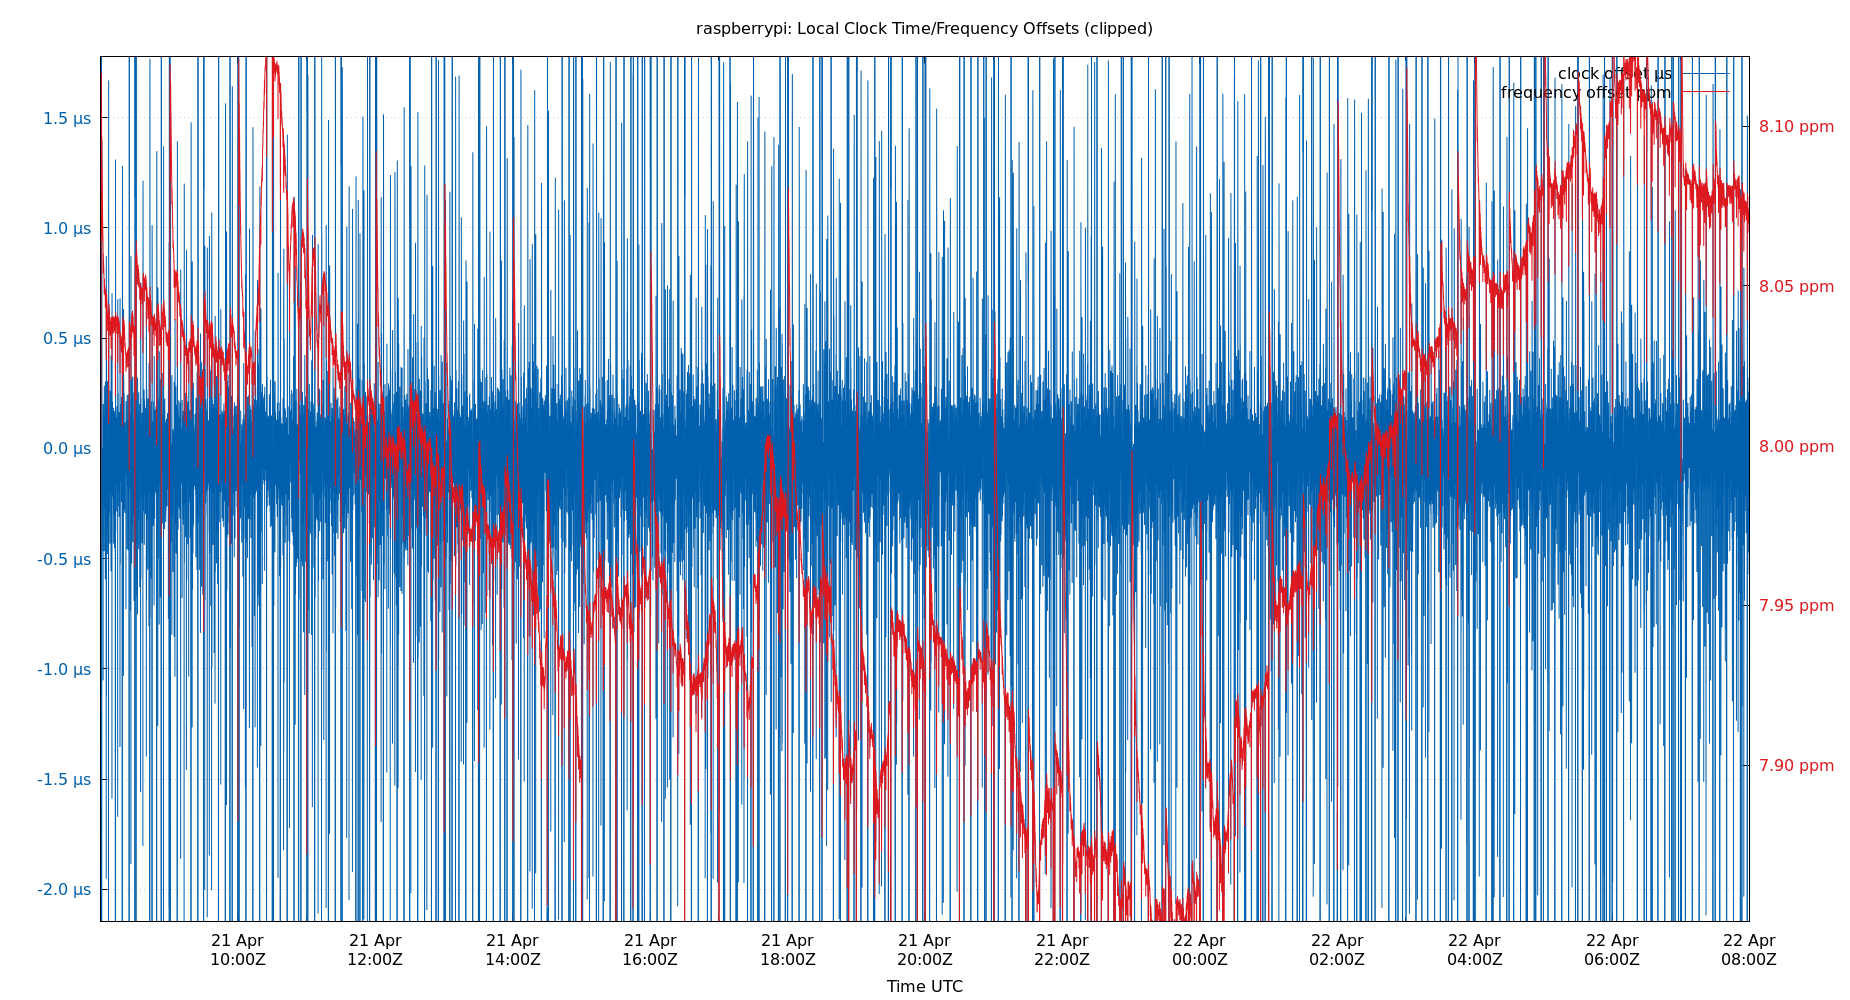 raspberrypi: Local Clock Time/Frequency Offsets (clipped)
clock offset µs
frequency offset ppm
1.5 µs
1.0 µs
0.5 µs
0.0 µs
-0.5 µs
-1.0 µs
-1.5 µs
-2.0 µs
8.10 ppm
8.05 ppm
8.00 ppm
7.95 ppm
7.90 ppm
21 Apr
10:00Z
21 Apr
12:00Z
21 Apr
14:00Z
21 Apr
16:00Z
21 Apr
18:00Z
21 Apr
20:00Z
21 Apr
22:00Z
22 Apr
00:00Z
22 Apr
02:00Z
22 Apr
04:00Z
22 Apr
06:00Z
22 Apr
08:00Z
Time UTC